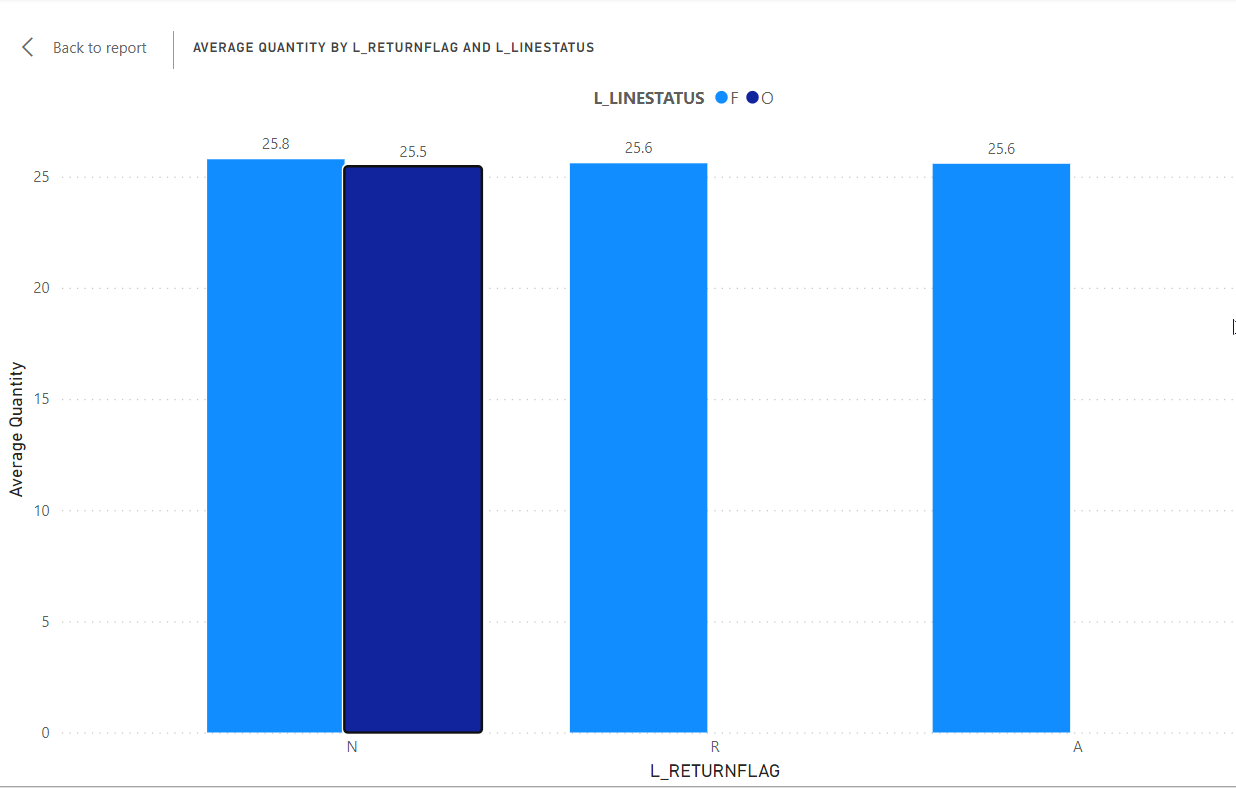 Back to report
AVERAGE QUANTITY BY L_RETURNFLAG AND L_LINESTATUS
L_LINESTATUS F O
25.8
25.5
25.6
25.6
25
20
15
10
5
0
Average Quantity
N
R
A
L_RETURNFLAG